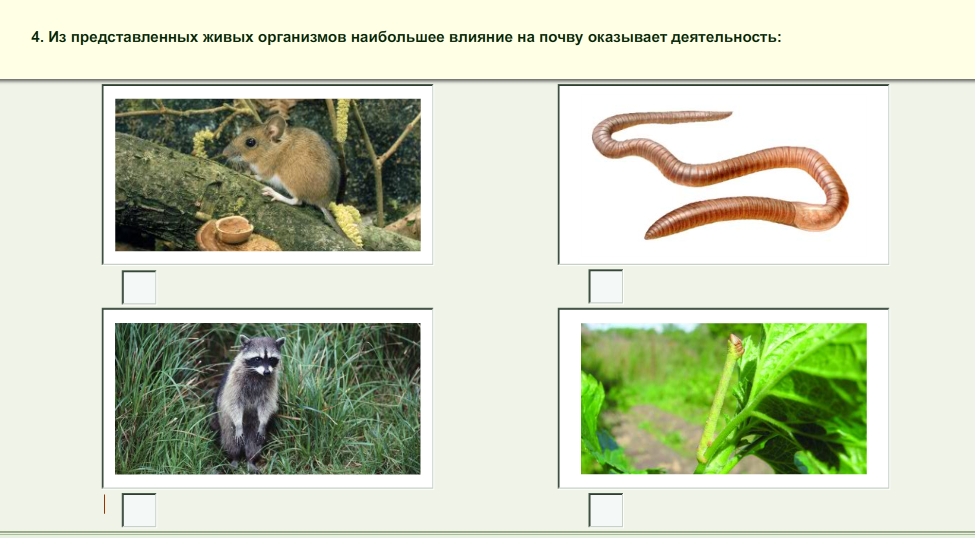 4. Из представленных живых организмов наибольшее влияние на почву оказывает деятельность: